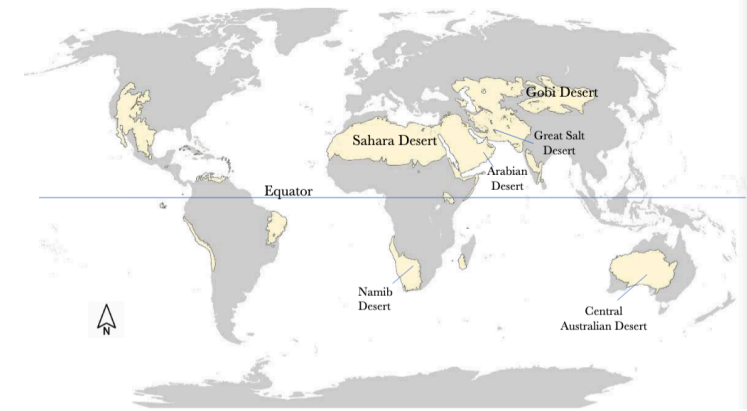 Gobi Desert
Sahara Desert
Great Salt
Desert
Arabian
Desert
Equator
Namib
Desert
Central
Australian Desert
N